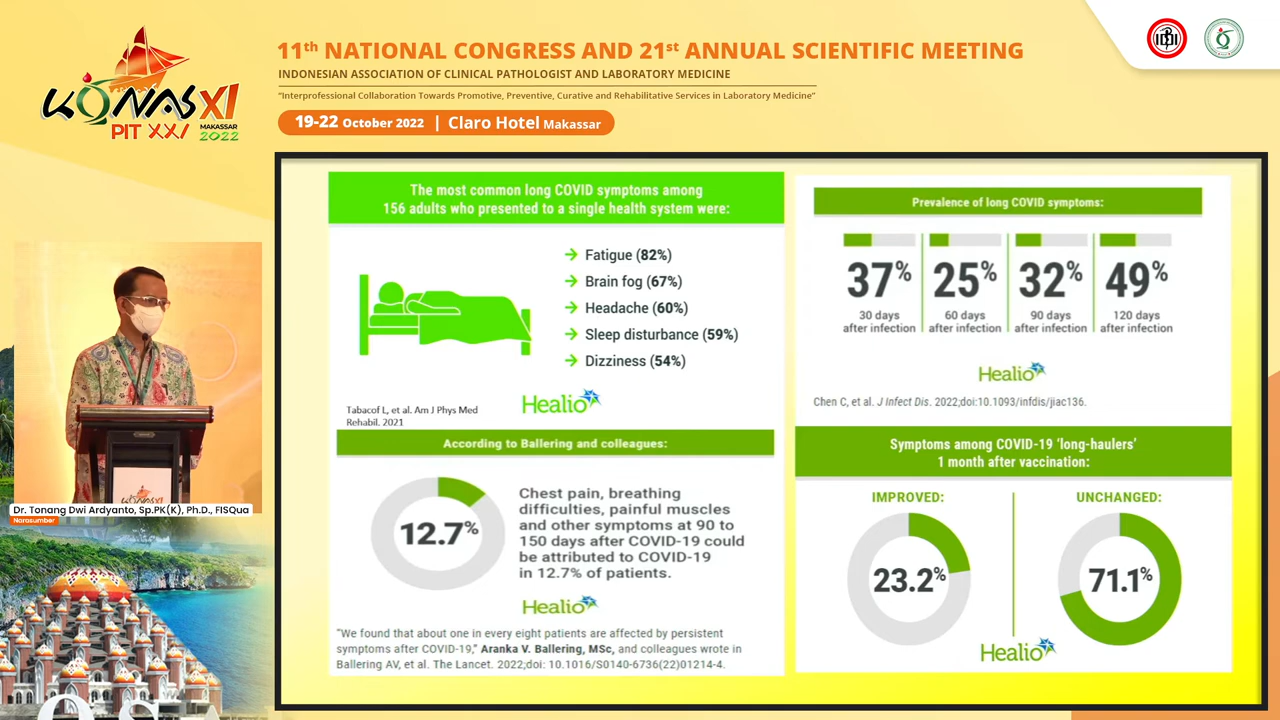 11th NATIONAL CONGRESS AND 21st ANNUAL SCIENTIFIC MEETING
INDONESIAN ASSOCIATION OF CLINICAL PATHOLOGIST AND LABORATORY MEDICINE
"Interprofessional Collaboration Towards Promotive, Preventive, Curative and Rehabilitative Services in Laboratory Medicine"
19-22 October 2022 | Claro Hotel Makassar
KONAS XI
PIT XXI MAKASSAR
2022
IDI
The most common long COVID symptoms among
156 adults who presented to a single health system were:
→ Fatigue (82%)
→ Brain fog (67%)
→ Headache (60%)
→ Sleep disturbance (59%)
→ Dizziness (54%)
Healio
Tabacof L, et al. Am J Phys Med
Rehabil. 2021
According to Ballering and colleagues:
12.7%
Chest pain, breathing
difficulties, painful muscles
and other symptoms at 90 to
150 days after COVID-19 could
be attributed to COVID-19
in 12.7% of patients.
Healio
"We found that about one in every eight patients are affected by persistent
symptoms after COVID-19," Aranka V. Ballering, MSc, and colleagues wrote in
Ballering AV, et al. The Lancet. 2022;doi: 10.1016/S0140-6736(22)01214-4.
Prevalence of long COVID symptoms:
37% 25% 32% 49%
30 days 60 days 90 days 120 days
after infection after infection after infection after infection
Healio
Chen C, et al. J Infect Dis. 2022;doi:10.1093/infdis/jiac136.
Symptoms among COVID-19 'long-haulers'
1 month after vaccination:
IMPROVED: UNCHANGED:
23.2% 71.1%
Healio
Dr. Tonang Dwi Ardyanto, Sp.PK(K), Ph.D., FISQua
Narasumber